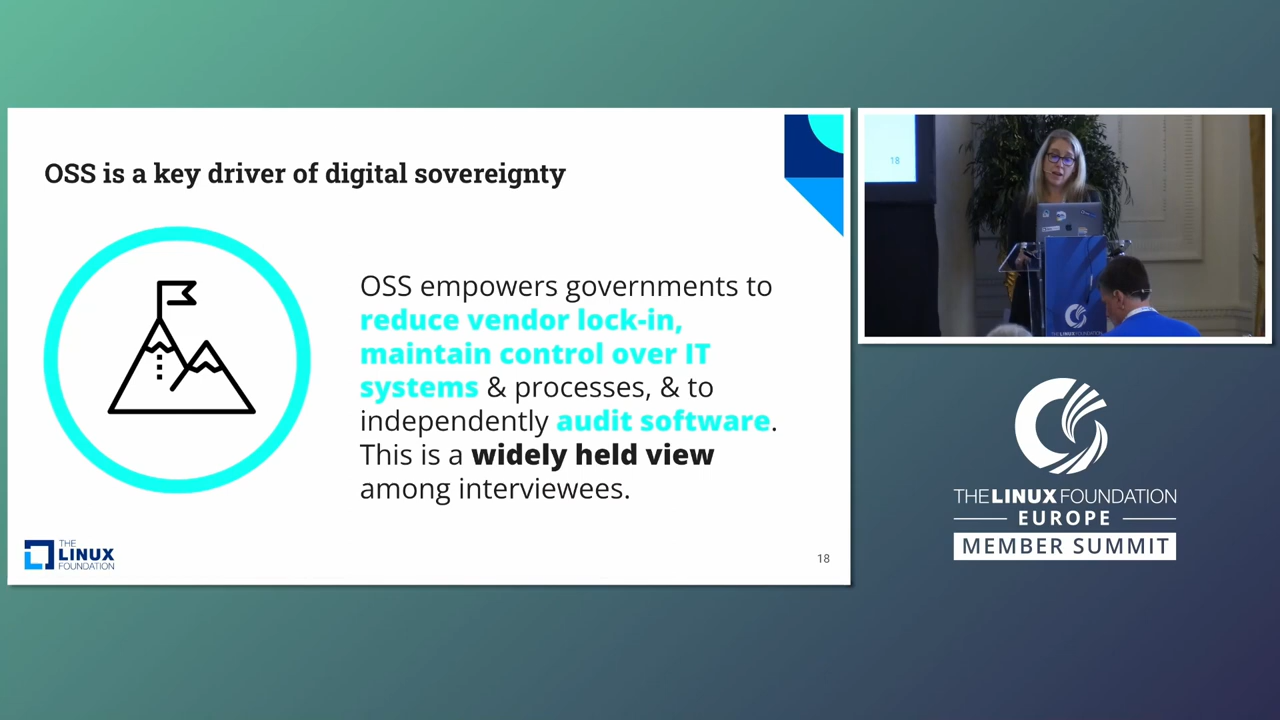 OSS is a key driver of digital sovereignty
OSS empowers governments to
reduce vendor lock-in,
maintain control over IT
systems & processes, & to
independently audit software.
This is a widely held view
among interviewees.
THE
LINUX
FOUNDATION
18
18
THE LINUX FOUNDATION
EUROPE
MEMBER SUMMIT